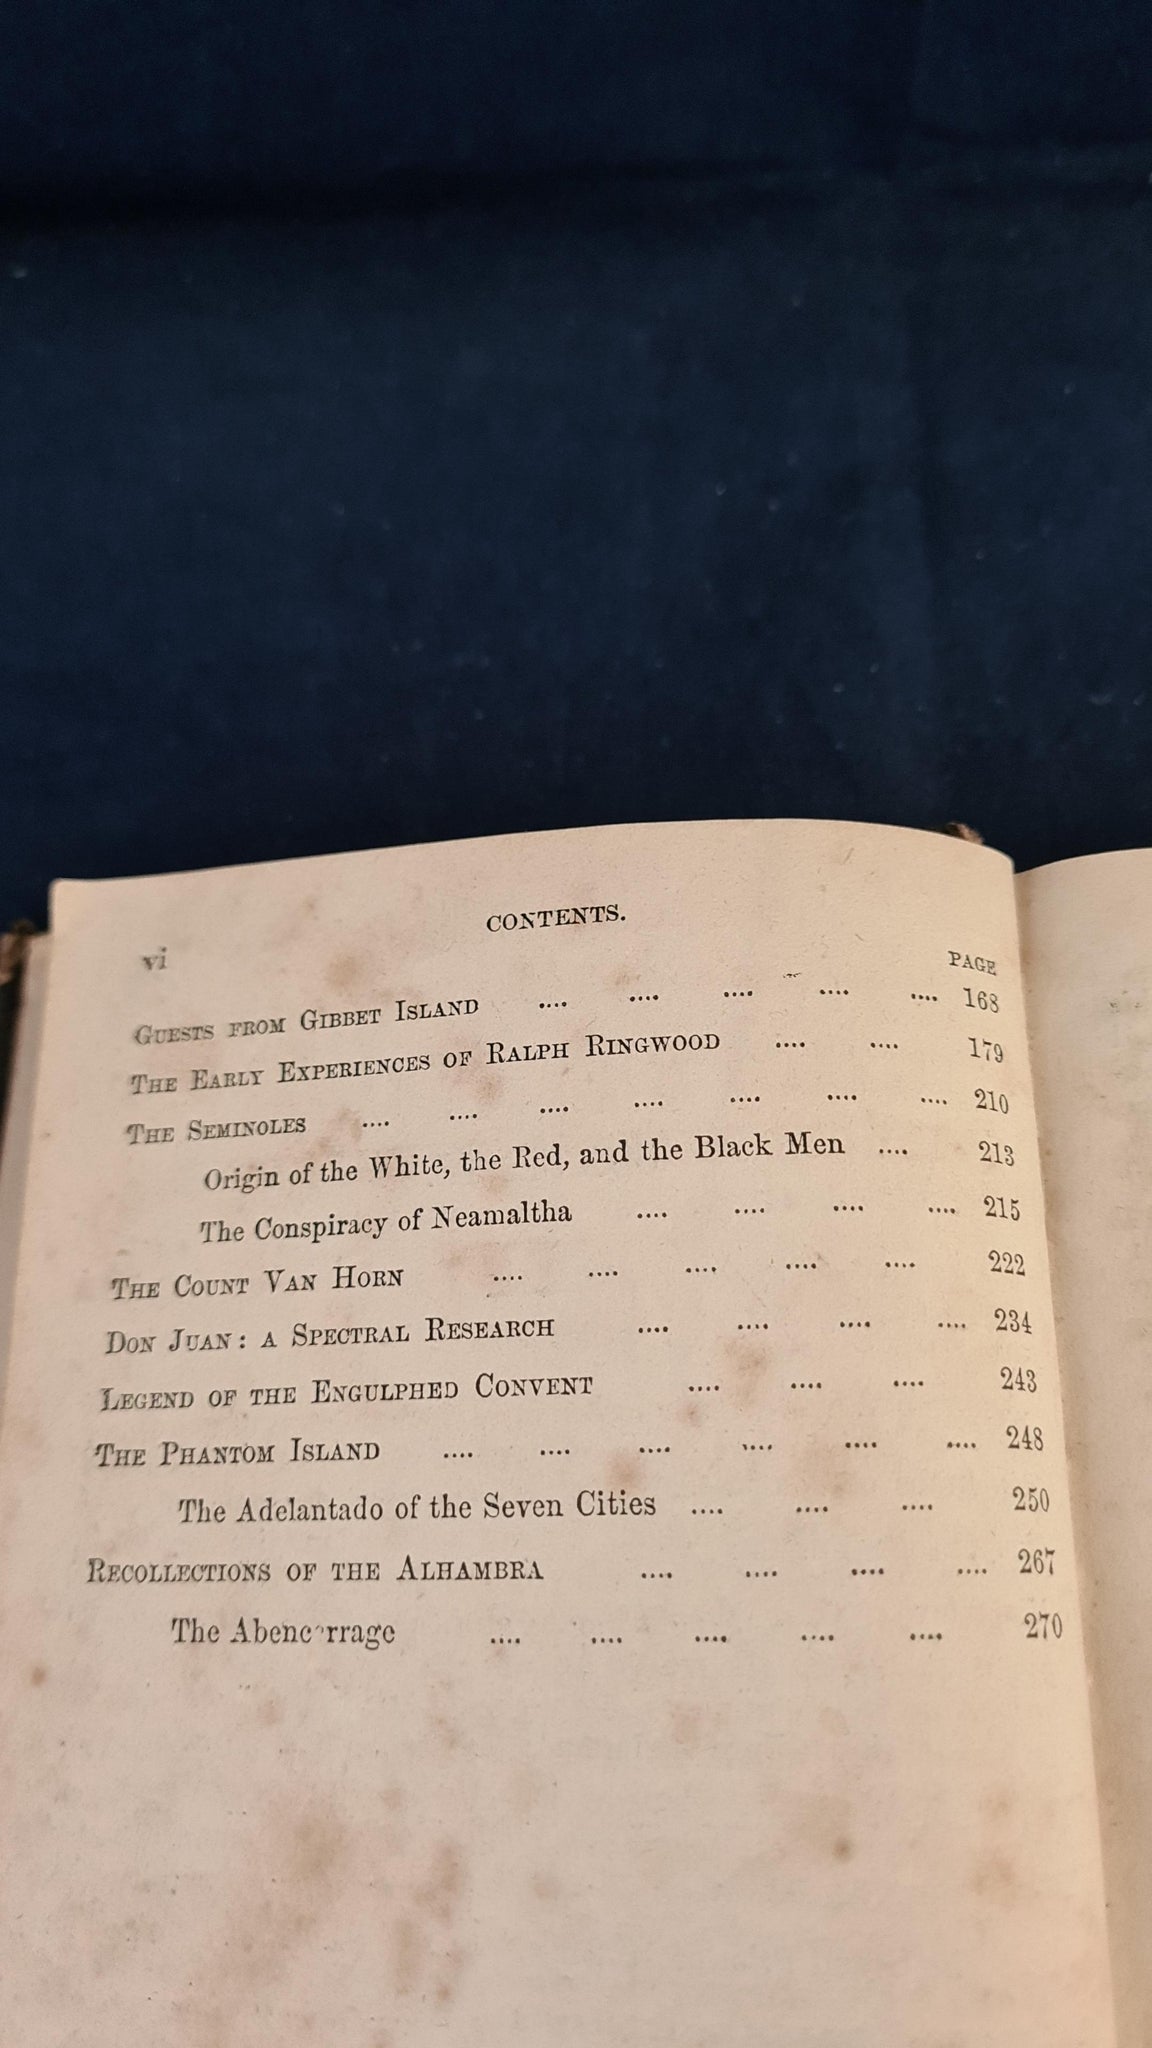 CONTENTS.
vi
PAGE
GUESTS FROM GIBBET ISLAND .... .... .... .... .... 168
THE EARLY EXPERIENCES OF RALPH RINGWOOD .... .... 179
THE SEMINOLES .... .... .... .... .... .... .... 210
Origin of the White, the Red, and the Black Men .... 213
The Conspiracy of Neamaltha .... .... .... .... 215
THE COUNT VAN HORN .... .... .... .... .... 222
DON JUAN: A SPECTRAL RESEARCH .... .... .... .... 234
LEGEND OF THE ENGULPHED CONVENT .... .... .... 243
THE PHANTOM ISLAND .... .... .... .... .... .... 248
The Adelantado of the Seven Cities .... .... .... 250
RECOLLECTIONS OF THE ALHAMBRA .... .... .... .... 267
The Abencerrage .... .... .... .... .... 270